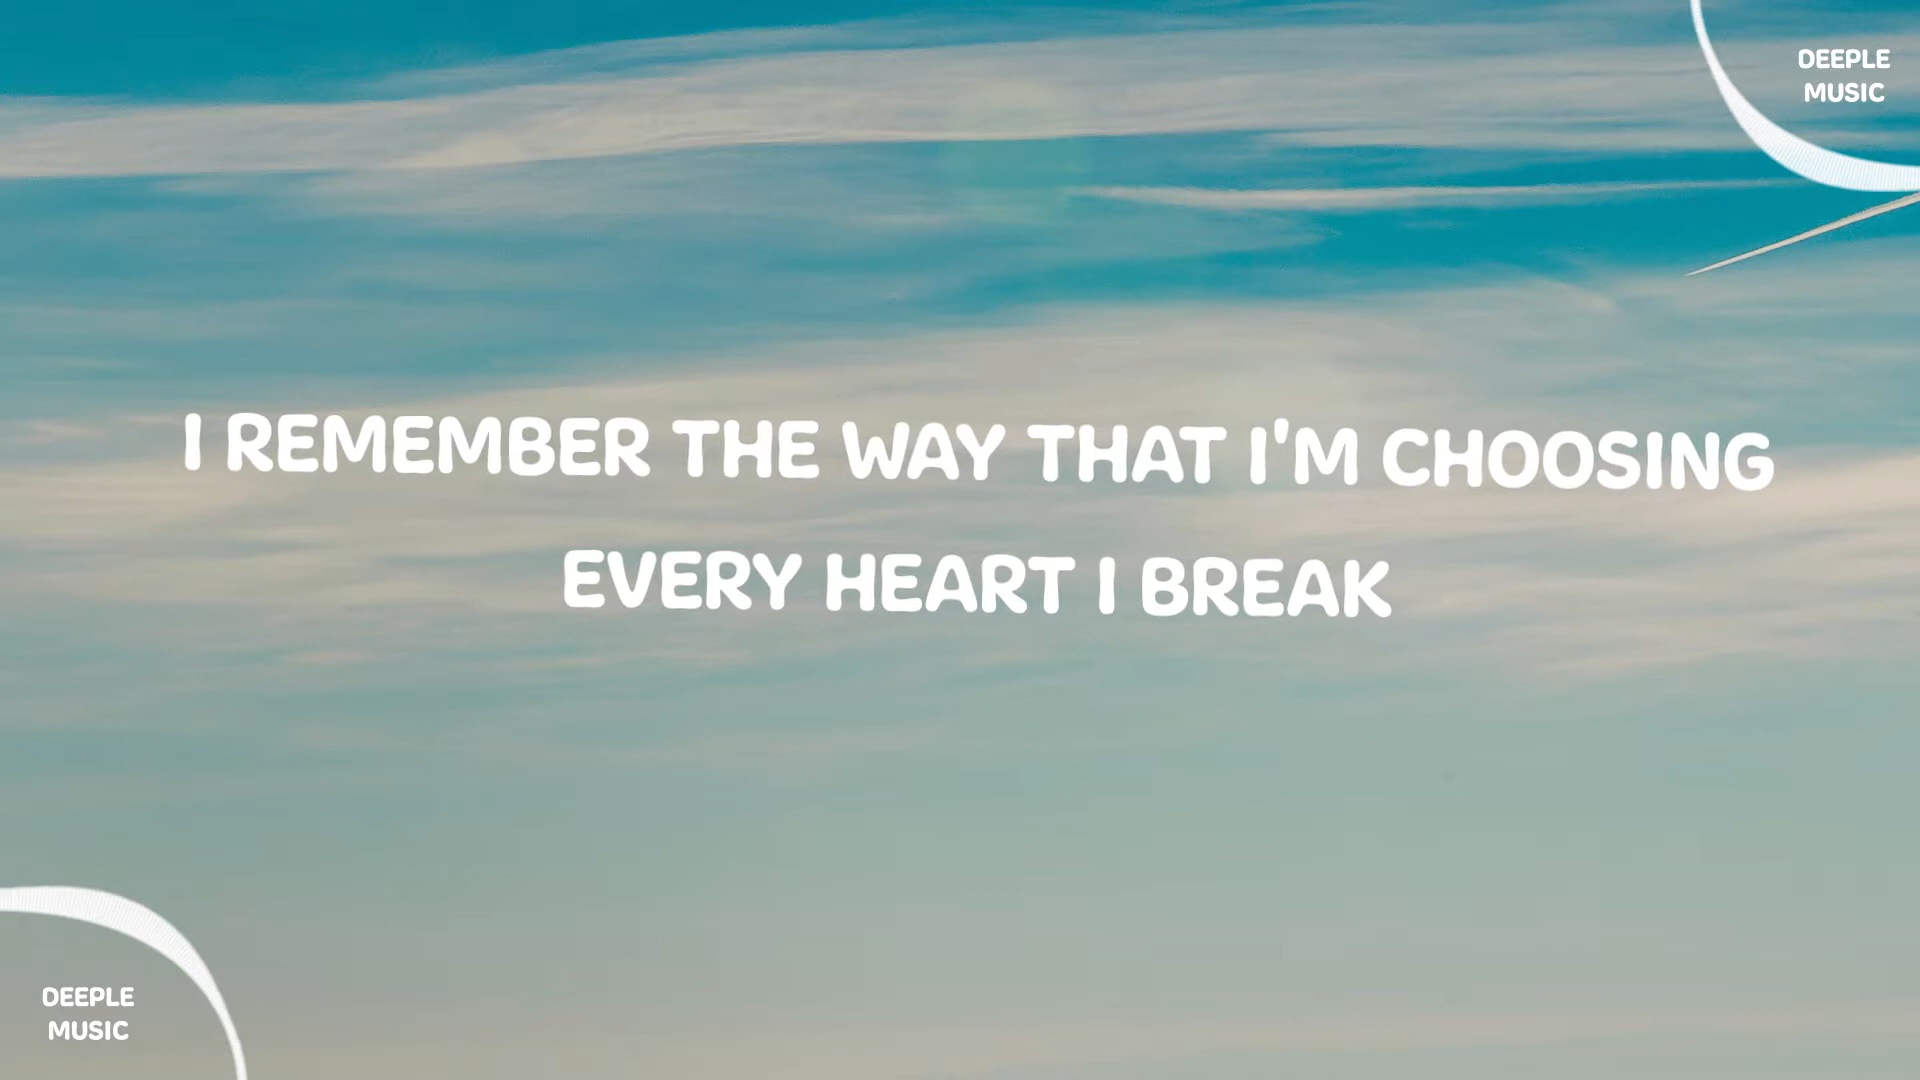 DEEPLE
MUSIC
I REMEMBER THE WAY THAT I'M CHOOSING
EVERY HEART I BREAK
DEEPLE
MUSIC